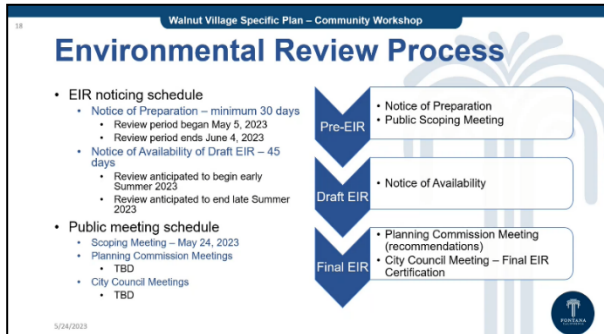 18
Walnut Village Specific Plan – Community Workshop
Environmental Review Process
• EIR noticing schedule
• Notice of Preparation – minimum 30 days
• Review period began May 5, 2023
• Review period ends June 4, 2023
• Notice of Availability of Draft EIR – 45
days
• Review anticipated to begin early
Summer 2023
• Review anticipated to end late Summer
2023
• Public meeting schedule
• Scoping Meeting – May 24, 2023
• Planning Commission Meetings
• TBD
• City Council Meetings
• TBD
Pre-EIR
• Notice of Preparation
• Public Scoping Meeting
Draft EIR
• Notice of Availability
Final EIR
• Planning Commission Meeting
(recommendations)
• City Council Meeting – Final EIR
Certification
5/24/2023
FONTANA